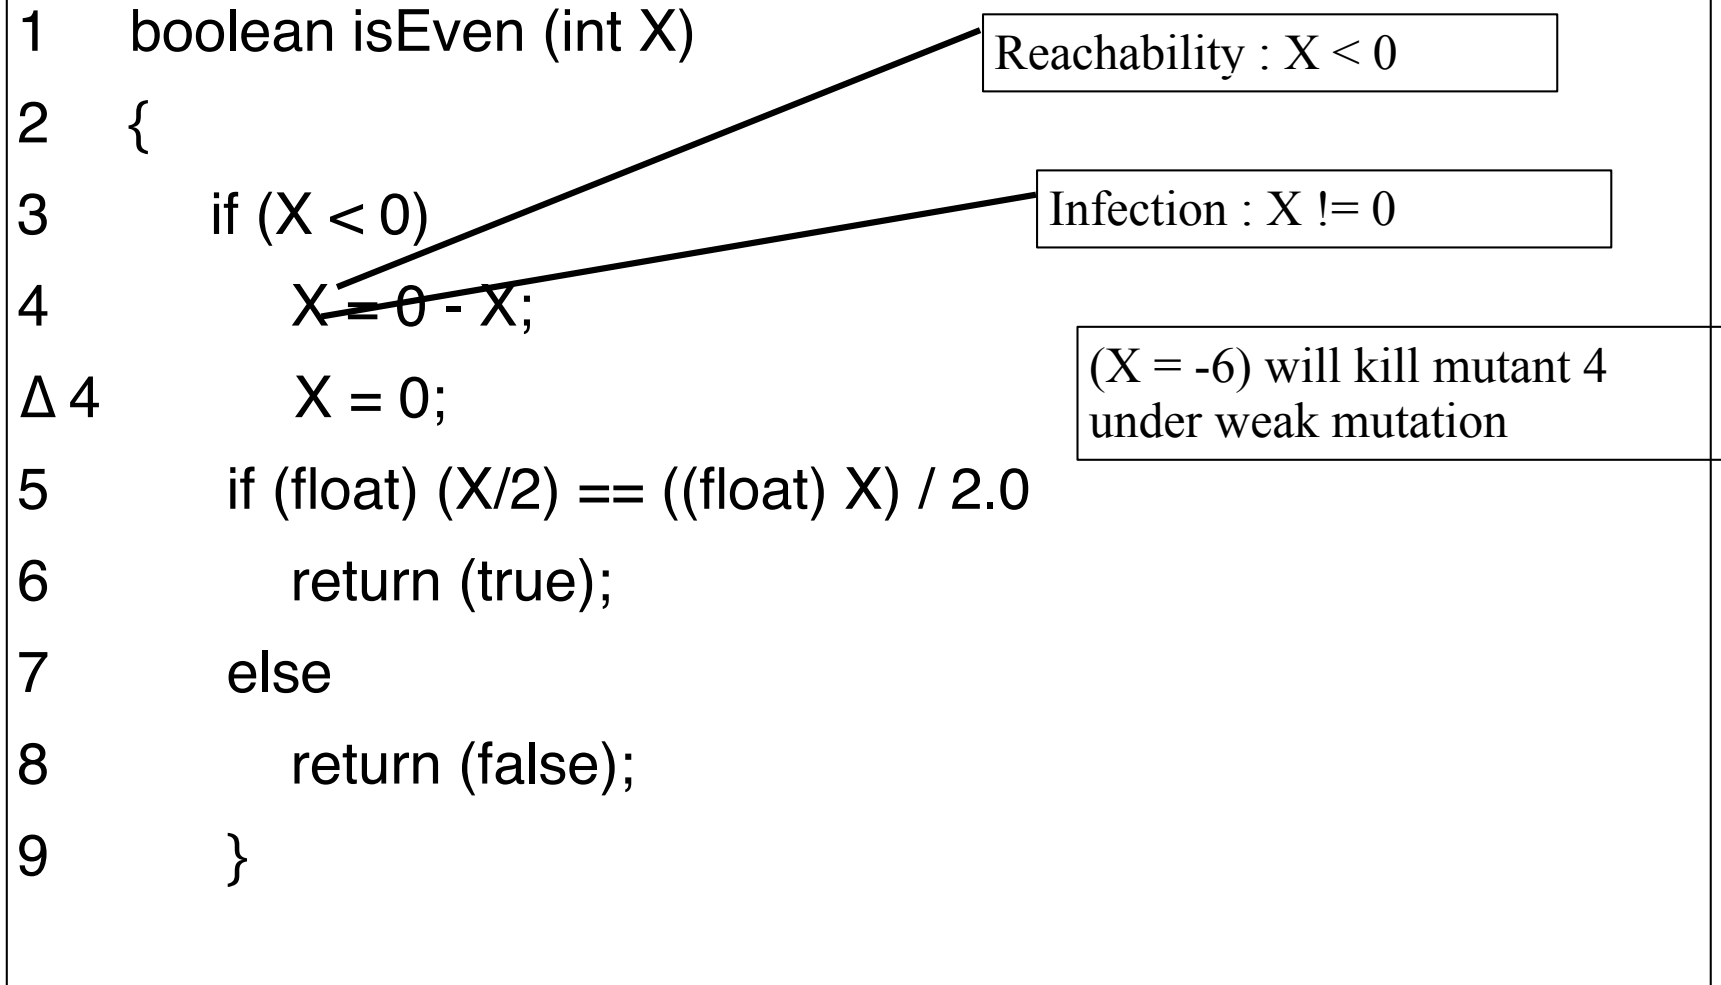 1 boolean isEven (int X)
Reachability : X < 0
2 {
3 if (X < 0)
Infection : X != 0
4 X = 0 - X;
Δ 4 X = 0;
(X = -6) will kill mutant 4
under weak mutation
5 if (float) (X/2) == ((float) X) / 2.0
6 return (true);
7 else
8 return (false);
9 }